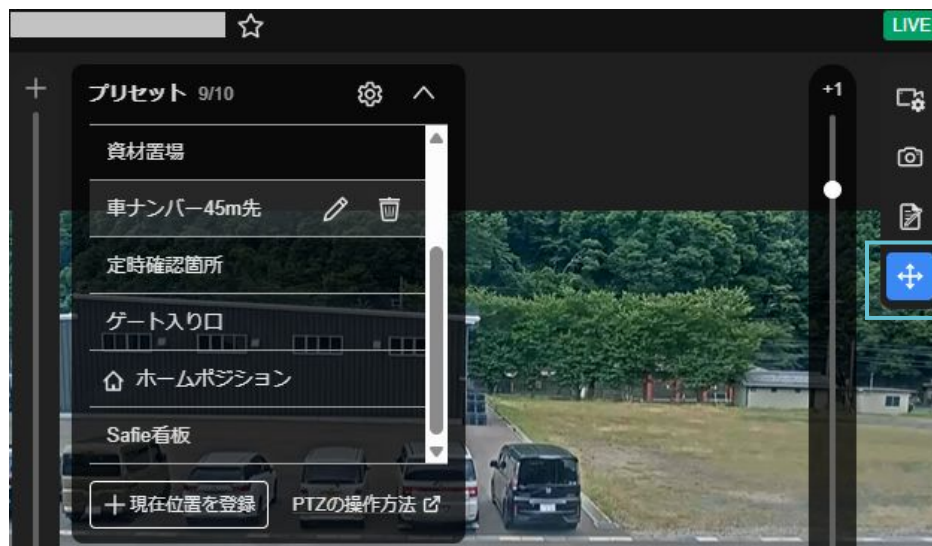 LIVE
プリセット 9/10
+1
資材置場
車ナンバー45m先
定時確認箇所
ゲート入り口
ホームポジション
Safie看板
現在位置を登録 PTZの操作方法